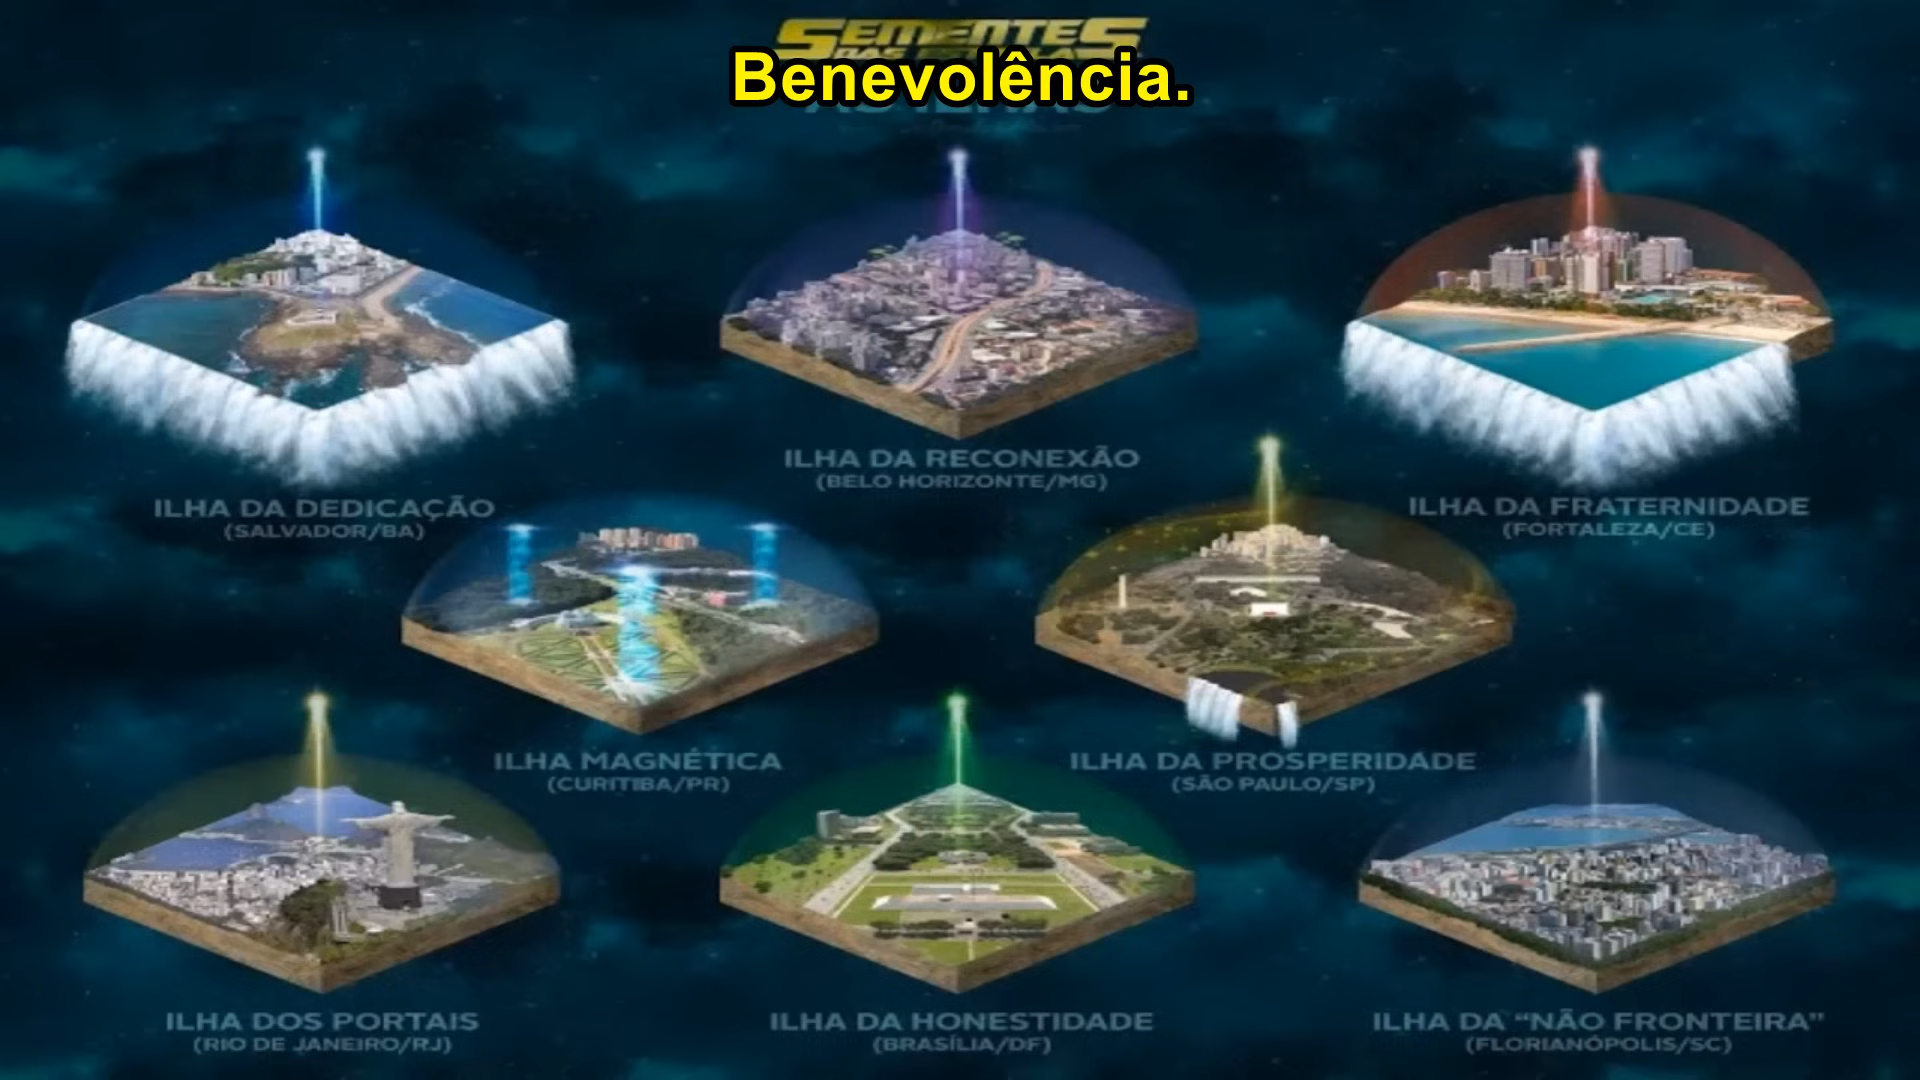 SEMENTES
Benevolência.
ILHA DA RECONEXÃO
(BELO HORIZONTE/MG)
ILHA DA DEDICAÇÃO
(SALVADOR/BA)
ILHA DA FRATERNIDADE
(FORTALEZA/CE)
ILHA MAGNÉTICA
(CURITIBA/PR)
ILHA DA PROSPERIDADE
(SÃO PAULO/SP)
ILHA DOS PORTAIS
(RIO DE JANEIRO/RJ)
ILHA DA HONESTIDADE
(BRASÍLIA/DF)
ILHA DA “NÃO FRONTEIRA”
(FLORIANÓPOLIS/SC)